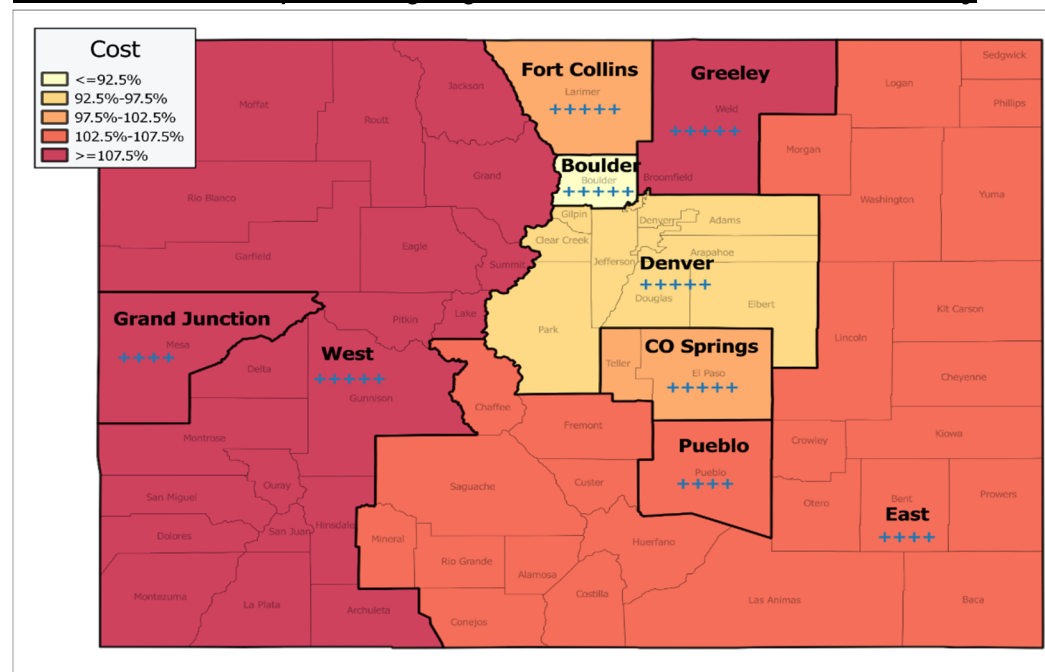 Cost
<=92.5%
92.5%-97.5%
97.5%-102.5%
102.5%-107.5%
>=107.5%
Fort Collins
Larimer
+++++
Greeley
Weld
+++++
Boulder
Boulder
+++++
Broomfield
Moffat
Routt
Jackson
Grand
Rio Blanco
Garfield
Eagle
Summit
Logan
Sedgwick
Phillips
Morgan
Washington
Yuma
Gilpin
Clear Creek
Jefferson
Denver
Adams
Arapahoe
Denver
+++++
Douglas
Elbert
Park
Grand Junction
Mesa
++++
Pitkin
Lake
West
+++++
Gunnison
Delta
Teller
CO Springs
El Paso
+++++
Lincoln
Kit Carson
Cheyenne
Chaffee
Fremont
Montrose
Pueblo
Pueblo
++++
Crowley
Kiowa
San Miguel
Ouray
Saguache
Custer
Otero
Bent
Prowers
East
++++
Dolores
San Juan
Hinsdale
Mineral
Rio Grande
Alamosa
Huerfano
Montezuma
La Plata
Archuleta
Conejos
Costilla
Las Animas
Baca